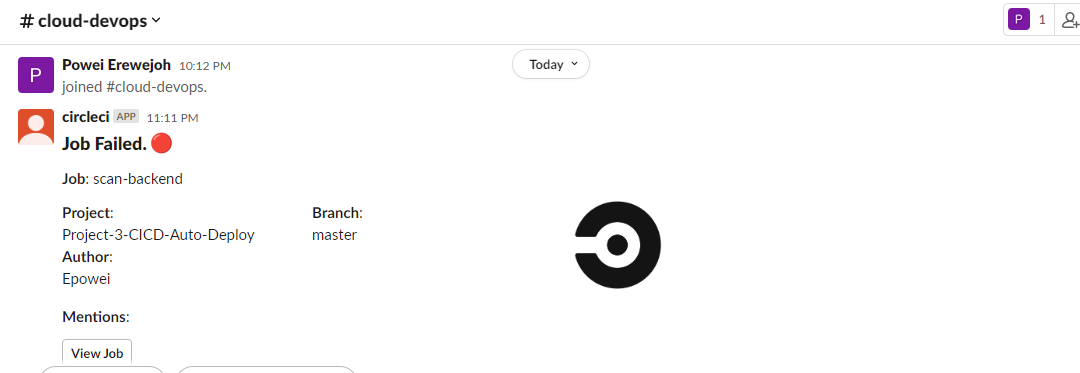 # cloud-devops
P 1
Today
P
Powei Erewejoh 10:12 PM
joined #cloud-devops.
circleci APP 11:11 PM
Job Failed.
Job: scan-backend
Project: Branch:
Project-3-CICD-Auto-Deploy master
Author:
Epowei
Mentions:
View Job